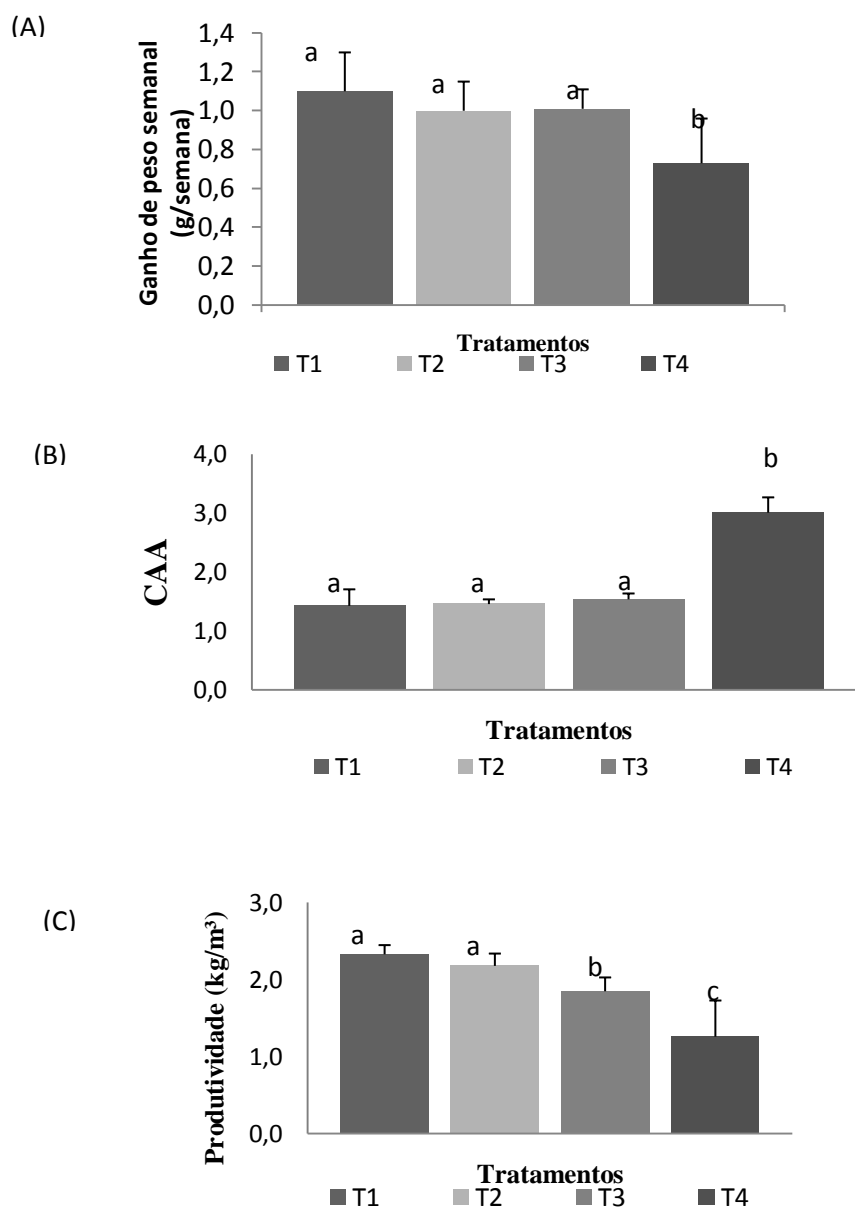 (A)
Ganho de peso semanal
(g/semana)
1,4
1,2
1,0
0,8
0,6
0,4
0,2
0,0
a
a
a
b
Tratamentos
T1 T2 T3 T4
(B)
CAA
4,0
3,0
2,0
1,0
0,0
a
a
a
b
Tratamentos
T1 T2 T3 T4
(C)
Produtividade (kg/m³)
3,0
2,0
1,0
0,0
a
a
b
c
Tratamentos
T1 T2 T3 T4